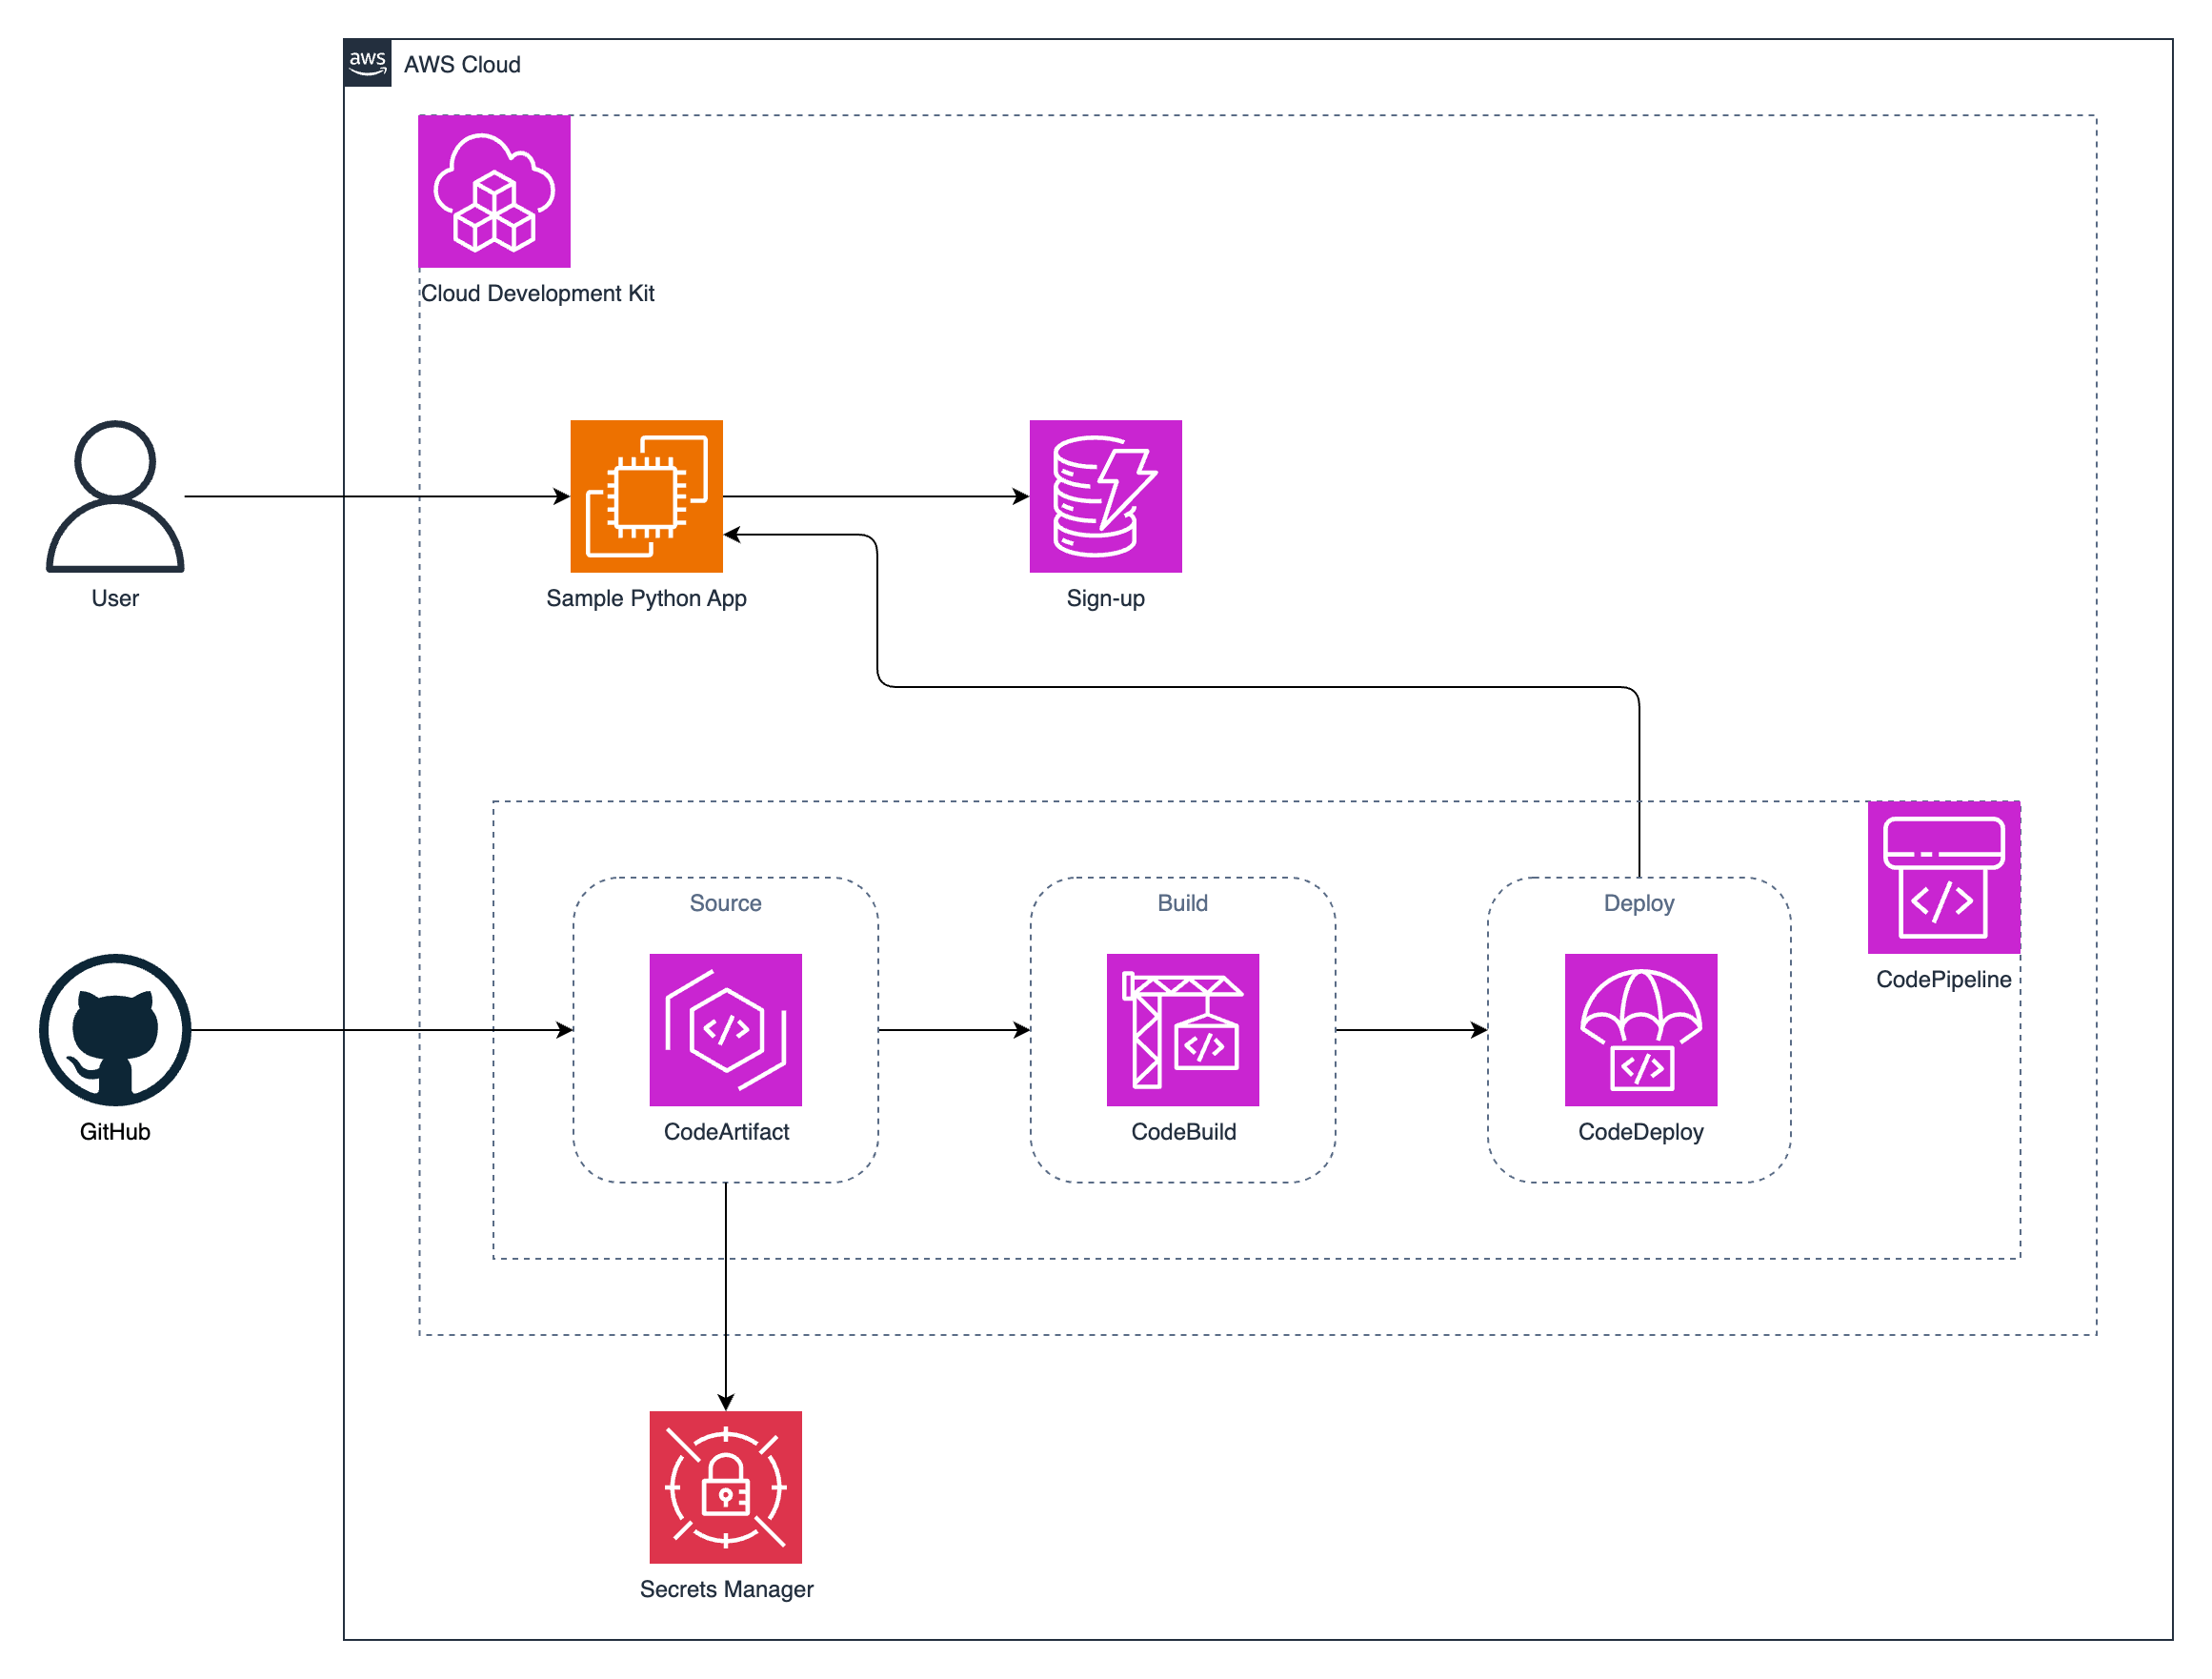 aws
AWS Cloud
Cloud Development Kit
User
Sample Python App
Sign-up
CodePipeline
Source
Build
Deploy
GitHub
CodeArtifact
CodeBuild
CodeDeploy
Secrets Manager